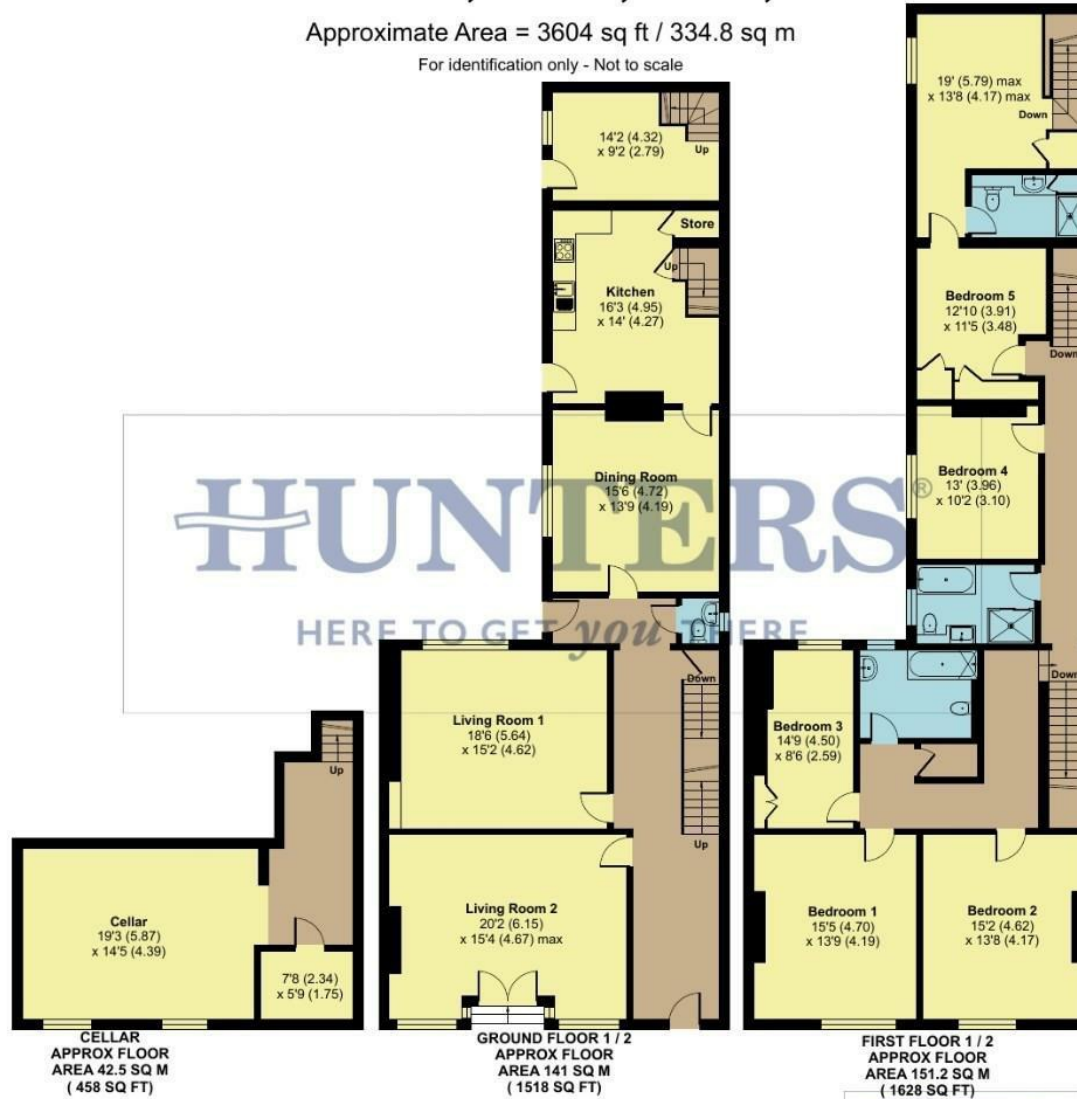 Approximate Area = 3604 sq ft / 334.8 sq m
For identification only - Not to scale
14'2 (4.32)
x 9'2 (2.79)
Up
Store
Up
Kitchen
16'3 (4.95)
x 14' (4.27)
Dining Room
15'6 (4.72)
x 13'9 (4.19)
HUNTERS®
HERE TO GET you THERE
Living Room 1
18'6 (5.64)
x 15'2 (4.62)
Down
Up
Living Room 2
20'2 (6.15)
x 15'4 (4.67) max
GROUND FLOOR 1 / 2
APPROX FLOOR
AREA 141 SQ M
( 1518 SQ FT)
Up
Cellar
19'3 (5.87)
x 14'5 (4.39)
7'8 (2.34)
x 5'9 (1.75)
CELLAR
APPROX FLOOR
AREA 42.5 SQ M
( 458 SQ FT)
19' (5.79) max
x 13'8 (4.17) max
Down
Bedroom 5
12'10 (3.91)
x 11'5 (3.48)
Down
Bedroom 4
13' (3.96)
x 10'2 (3.10)
Down
Bedroom 3
14'9 (4.50)
x 8'6 (2.59)
Bedroom 1
15'5 (4.70)
x 13'9 (4.19)
Bedroom 2
15'2 (4.62)
x 13'8 (4.17)
FIRST FLOOR 1 / 2
APPROX FLOOR
AREA 151.2 SQ M
( 1628 SQ FT)